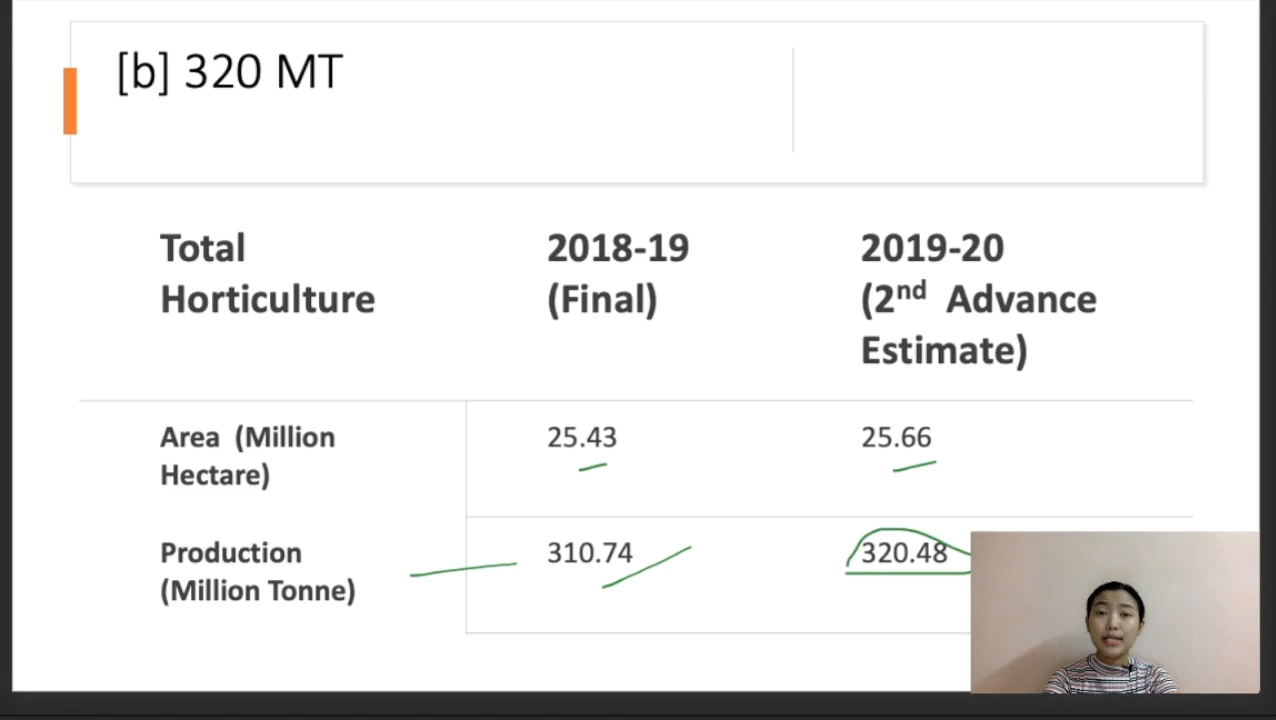 [b] 320 MT
Total
Horticulture
2018-19
(Final)
2019-20
(2nd Advance
Estimate)
Area (Million
Hectare)
25.43
25.66
Production
(Million Tonne)
310.74
320.48